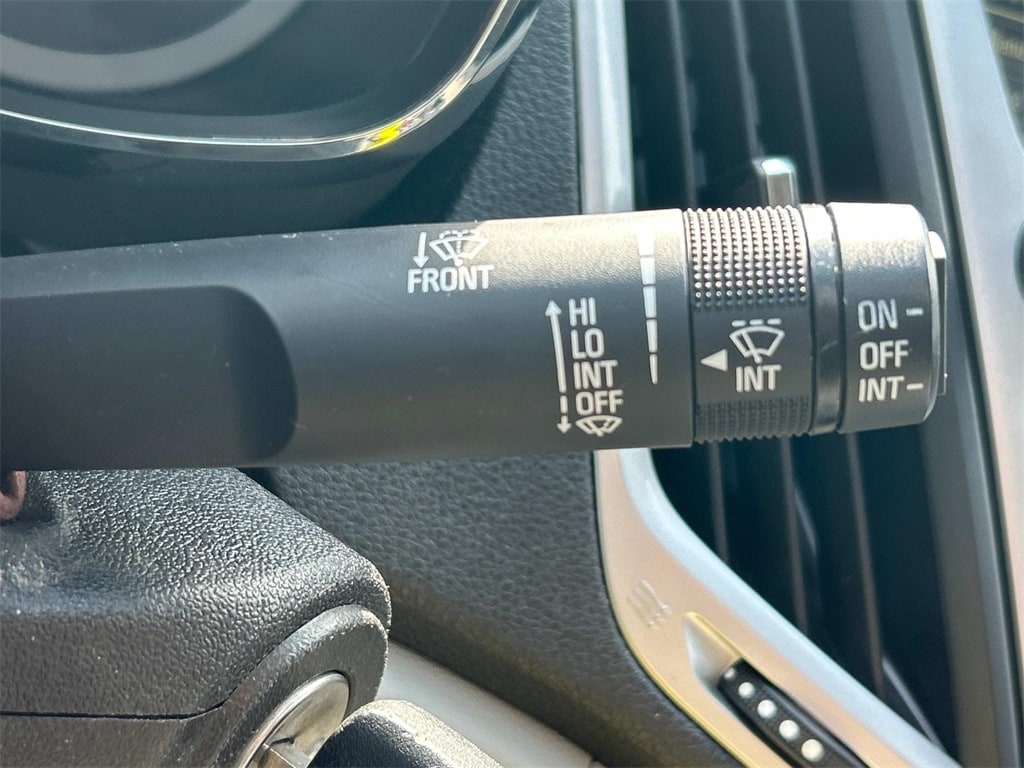 FRONT
HI
LO
INT
OFF
INT
ON
OFF
INT